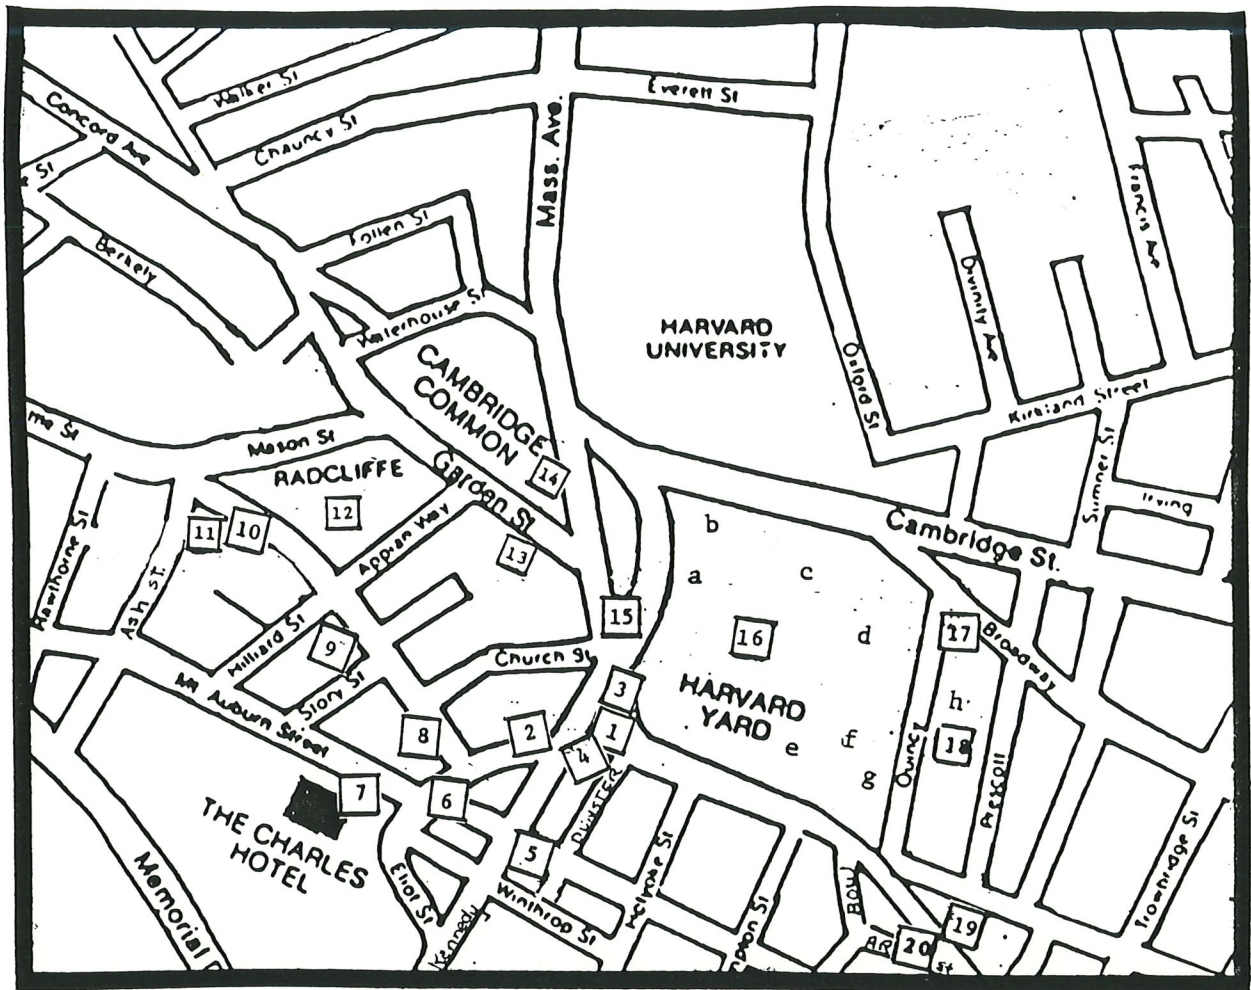 Walker St
Everett St
Concord Ave
Chauncy St
Mass. Ave.
e St
Francis Ave
Follen St
Berkely
Divinity Ave
Waterhouse St
HARVARD
UNIVERSITY
CAMBRIDGE
COMMON
Oxford St
Kirkland Street
Mason St
RADCLIFFE
Garden St
14
Sumner St
Irving
12
b
Cambridge St.
11
10
Appian Way
13
Hawthorne St
Ash St.
a
c
15
16
d
17
Broadway
Hilliard St
9
Church St
Story St
Mt Auburn Street
3
HARVARD
YARD
h
8
2
1
4
e
f
18
Quincy
g
Prescott
7
6
DUNSTER
THE CHARLES
HOTEL
5
Eliot St
Winthrop St
Kennedy
Memorial
BOW
AR
20
19
St
Trowbridge St